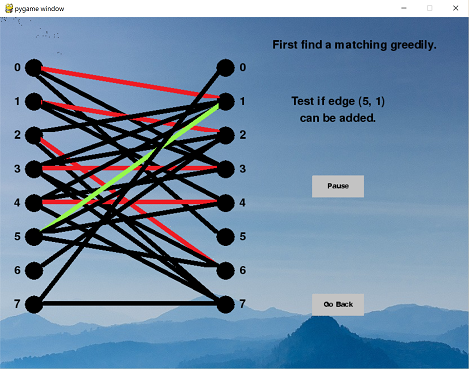 pygame window
First find a matching greedily.
Test if edge (5, 1)
can be added.
0 0
1 1
2 2
3 3
4 4
5 5
6 6
7 7
Pause
Go Back